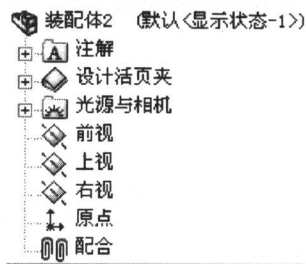 装配体2 (默认<显示状态-1>)
注解
设计活页夹
光源与相机
前视
上视
右视
原点
配合